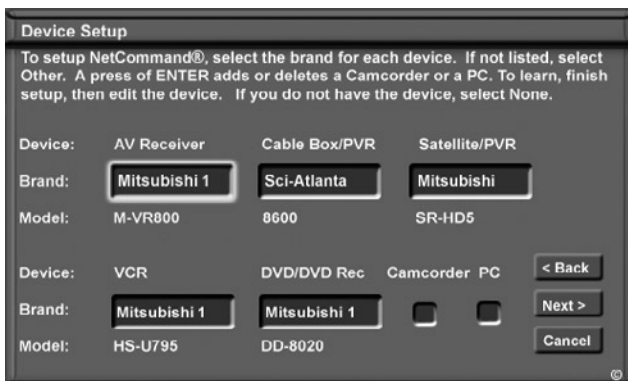 Device Setup
To setup NetCommand®, select the brand for each device. If not listed, select
Other. A press of ENTER adds or deletes a Camcorder or a PC. To learn, finish
setup, then edit the device. If you do not have the device, select None.
Device: AV Receiver Cable Box/PVR Satellite/PVR
Brand: Mitsubishi 1 Sci-Atlanta Mitsubishi
Model: M-VR800 8600 SR-HD5
Device: VCR DVD/DVD Rec Camcorder PC < Back
Brand: Mitsubishi 1 Mitsubishi 1 Next >
Model: HS-U795 DD-8020 Cancel
©